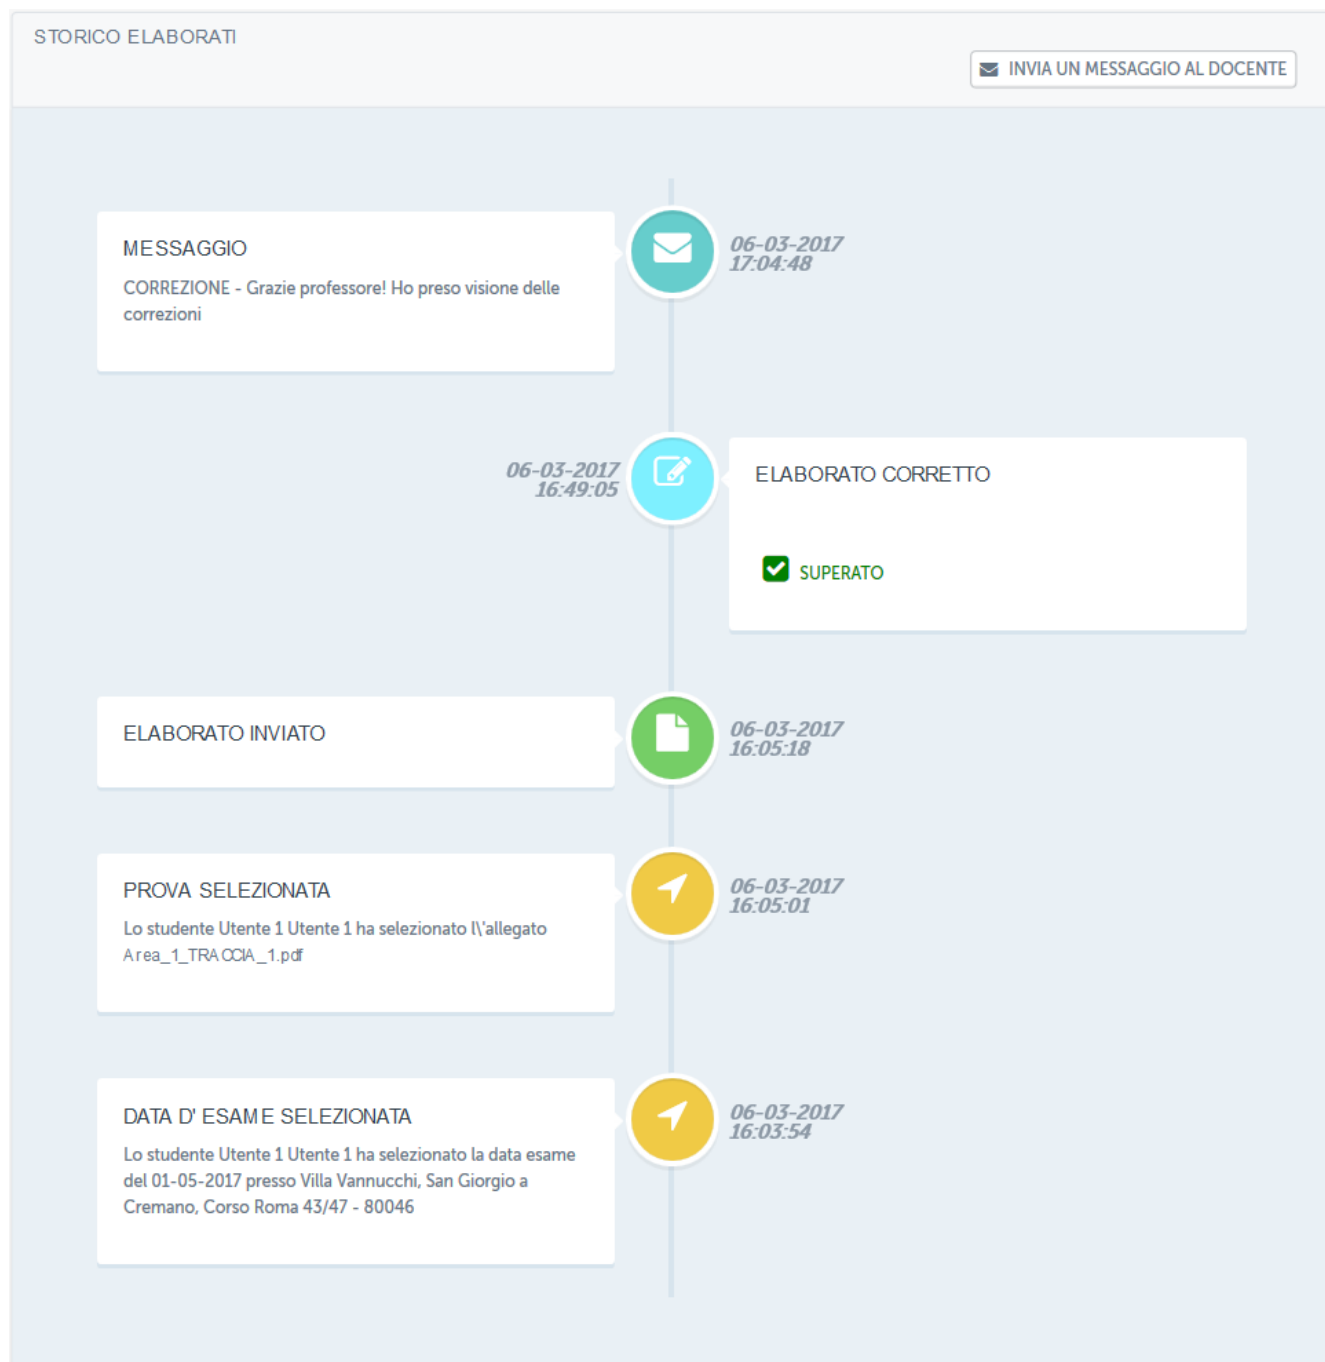 STORICO ELABORATI
INVIA UN MESSAGGIO AL DOCENTE
MESSAGGIO
CORREZIONE - Grazie professore! Ho preso visione delle
correzioni
06-03-2017
17:04:48
06-03-2017
16:49:05
ELABORATO CORRETTO
SUPERATO
ELABORATO INVIATO
06-03-2017
16:05:18
PROVA SELEZIONATA
Lo studente Utente 1 Utente 1 ha selezionato l\'allegato
Area_1_TRACCIA_1.pdf
06-03-2017
16:05:01
DATA D' ESAME SELEZIONATA
Lo studente Utente 1 Utente 1 ha selezionato la data esame
del 01-05-2017 presso Villa Vannucchi, San Giorgio a
Cremano, Corso Roma 43/47 - 80046
06-03-2017
16:03:54